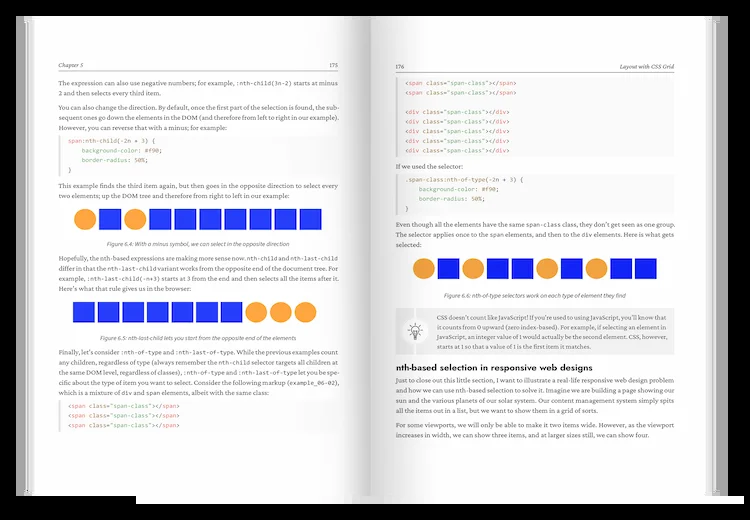 Chapter 5 175
The expression can also use negative numbers; for example, :nth-child(3n-2) starts at minus
2 and then selects every third item.
You can also change the direction. By default, once the first part of the selection is found, the sub-
sequent ones go down the elements in the DOM (and therefore from left to right in our example).
However, you can reverse that with a minus; for example:
span:nth-child(-2n + 3) {
background-color: #f90;
border-radius: 50%;
}
This example finds the third item again, but then goes in the opposite direction to select every
two elements; up the DOM tree and therefore from right to left in our example:
Figure 6.4: With a minus symbol, we can select in the opposite direction
Hopefully, the nth-based expressions are making more sense now. nth-child and nth-last-child
differ in that the nth-last-child variant works from the opposite end of the document tree. For
example, :nth-last-child(-n+3) starts at 3 from the end and then selects all the items after it.
Here's what that rule gives us in the browser:
Figure 6.5: nth-last-child lets you start from the opposite end of the elements
Finally, let's consider :nth-of-type and :nth-last-of-type. While the previous examples count
any children, regardless of type (always remember the nth-child selector targets all children at
the same DOM level, regardless of classes), :nth-of-type and :nth-last-of-type let you be spe-
cific about the type of item you want to select. Consider the following markup (example_06-02),
which is a mixture of div and span elements, albeit with the same class:
<span class="span-class"></span>
<span class="span-class"></span>
<span class="span-class"></span>
176 Layout with CSS Grid
<span class="span-class"></span>
<span class="span-class"></span>
<div class="span-class"></div>
<div class="span-class"></div>
<div class="span-class"></div>
<div class="span-class"></div>
<div class="span-class"></div>
If we used the selector:
.span-class:nth-of-type(-2n + 3) {
background-color: #f90;
border-radius: 50%;
}
Even though all the elements have the same span-class class, they don't get seen as one group.
The selector applies once to the span elements, and then to the div elements. Here is what gets
selected:
Figure 6.6: nth-of-type selectors work on each type of element they find
CSS doesn't count like JavaScript! If you're used to using JavaScript, you'll know that
it counts from 0 upward (zero index-based). For example, if selecting an element in
JavaScript, an integer value of 1 would actually be the second element. CSS, however,
starts at 1 so that a value of 1 is the first item it matches.
nth-based selection in responsive web designs
Just to close out this little section, I want to illustrate a real-life responsive web design problem
and how we can use nth-based selection to solve it. Imagine we are building a page showing our
sun and the various planets of our solar system. Our content management system simply spits
all the items out in a list, but we want to show them in a grid of sorts.
For some viewports, we will only be able to make it two items wide. However, as the viewport
increases in width, we can show three items, and at larger sizes still, we can show four.